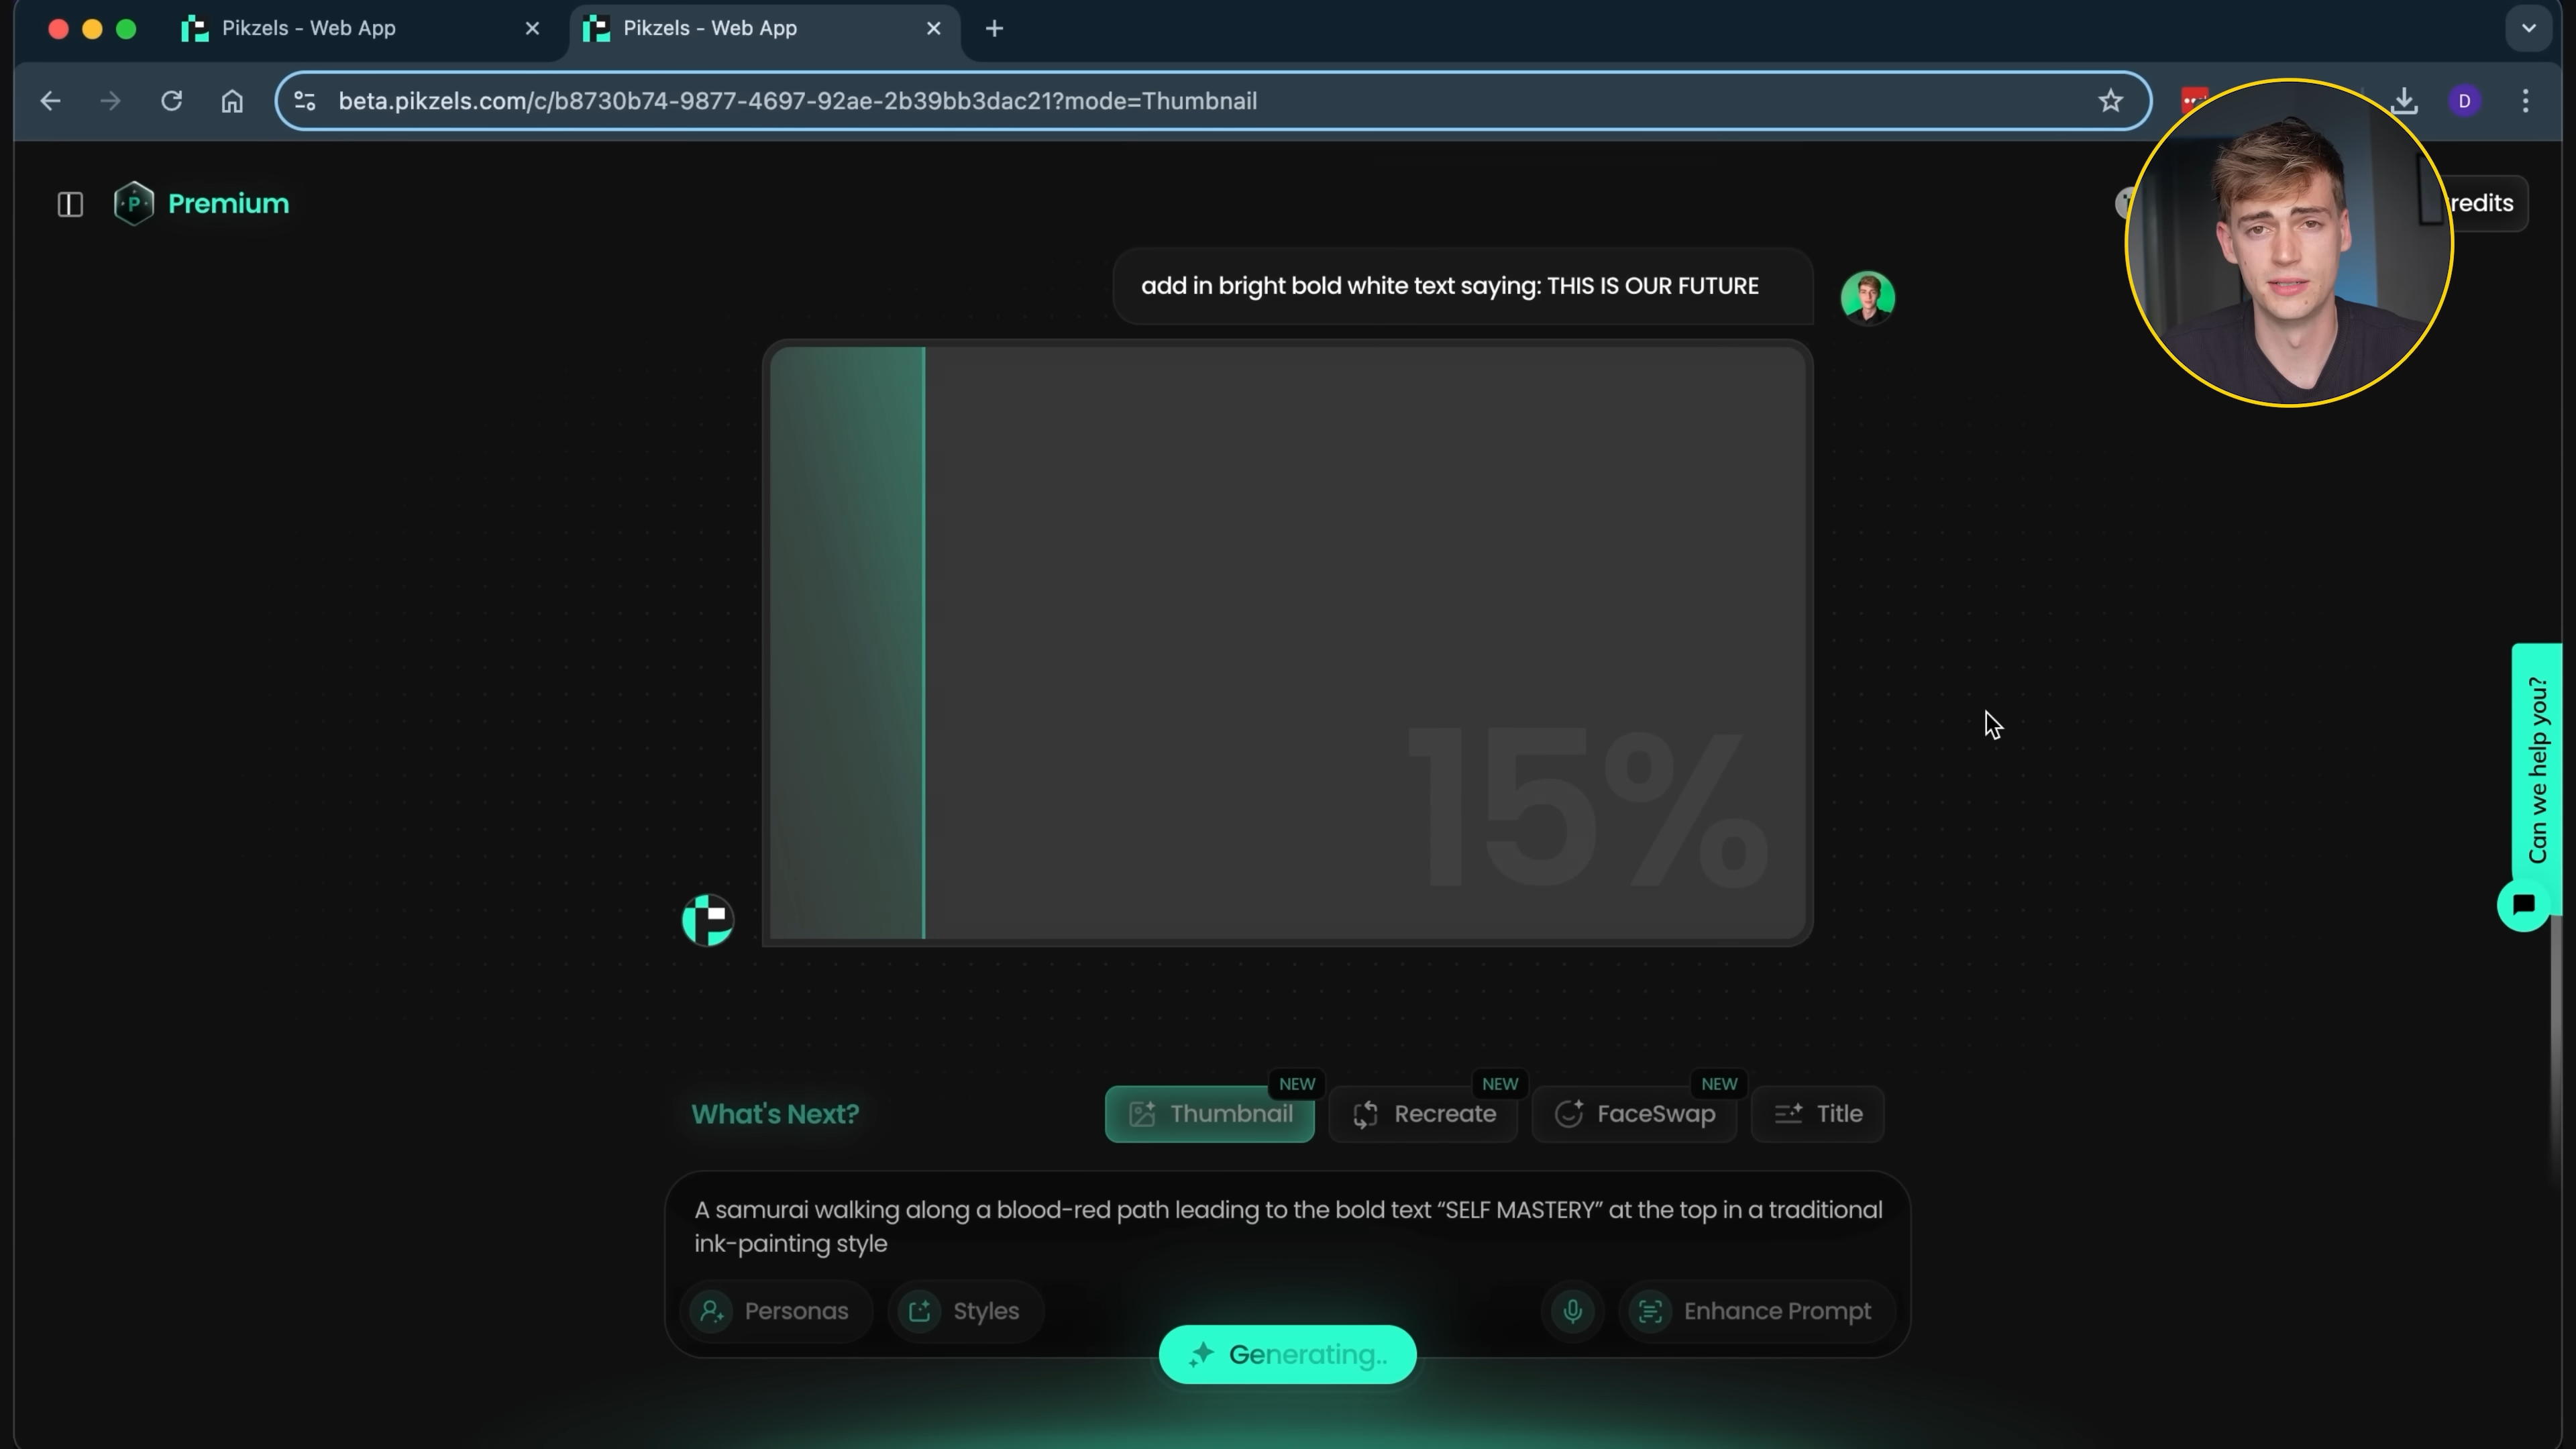 Pikzels - Web App
Pikzels - Web App
beta.pikzels.com/c/b8730b74-9877-4697-92ae-2b39bb3dac21?mode=Thumbnail
D
P
Premium
redits
add in bright bold white text saying: THIS IS OUR FUTURE
15%
Can we help you?
What's Next?
Thumbnail
NEW
Recreate
NEW
FaceSwap
NEW
Title
A samurai walking along a blood-red path leading to the bold text “SELF MASTERY” at the top in a traditional
ink-painting style
Personas
Styles
Enhance Prompt
Generating..